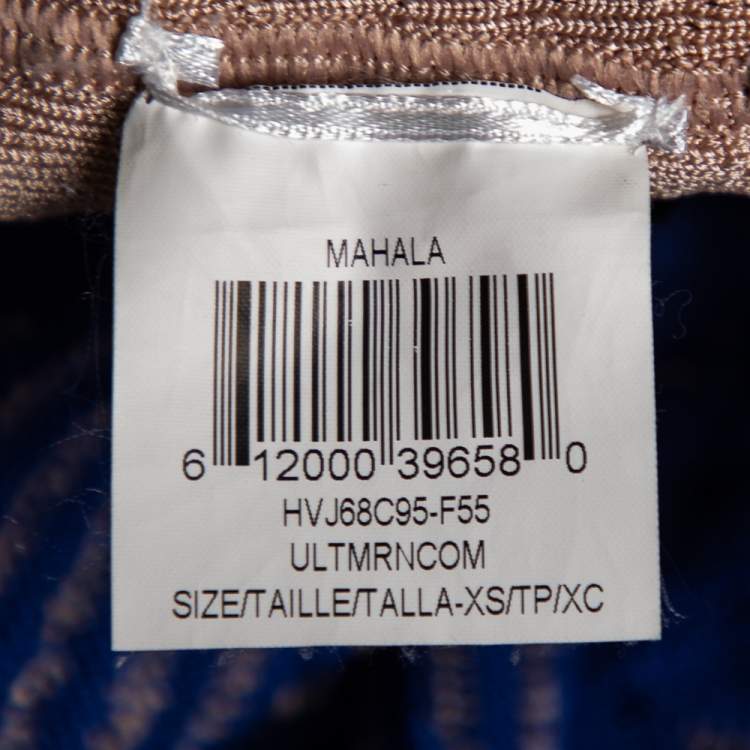 MAHALA
6 12000 39658 0
HVJ68C95-F55
ULTMRNCOM
SIZE/TAILLE/TALLA-XS/TP/XC